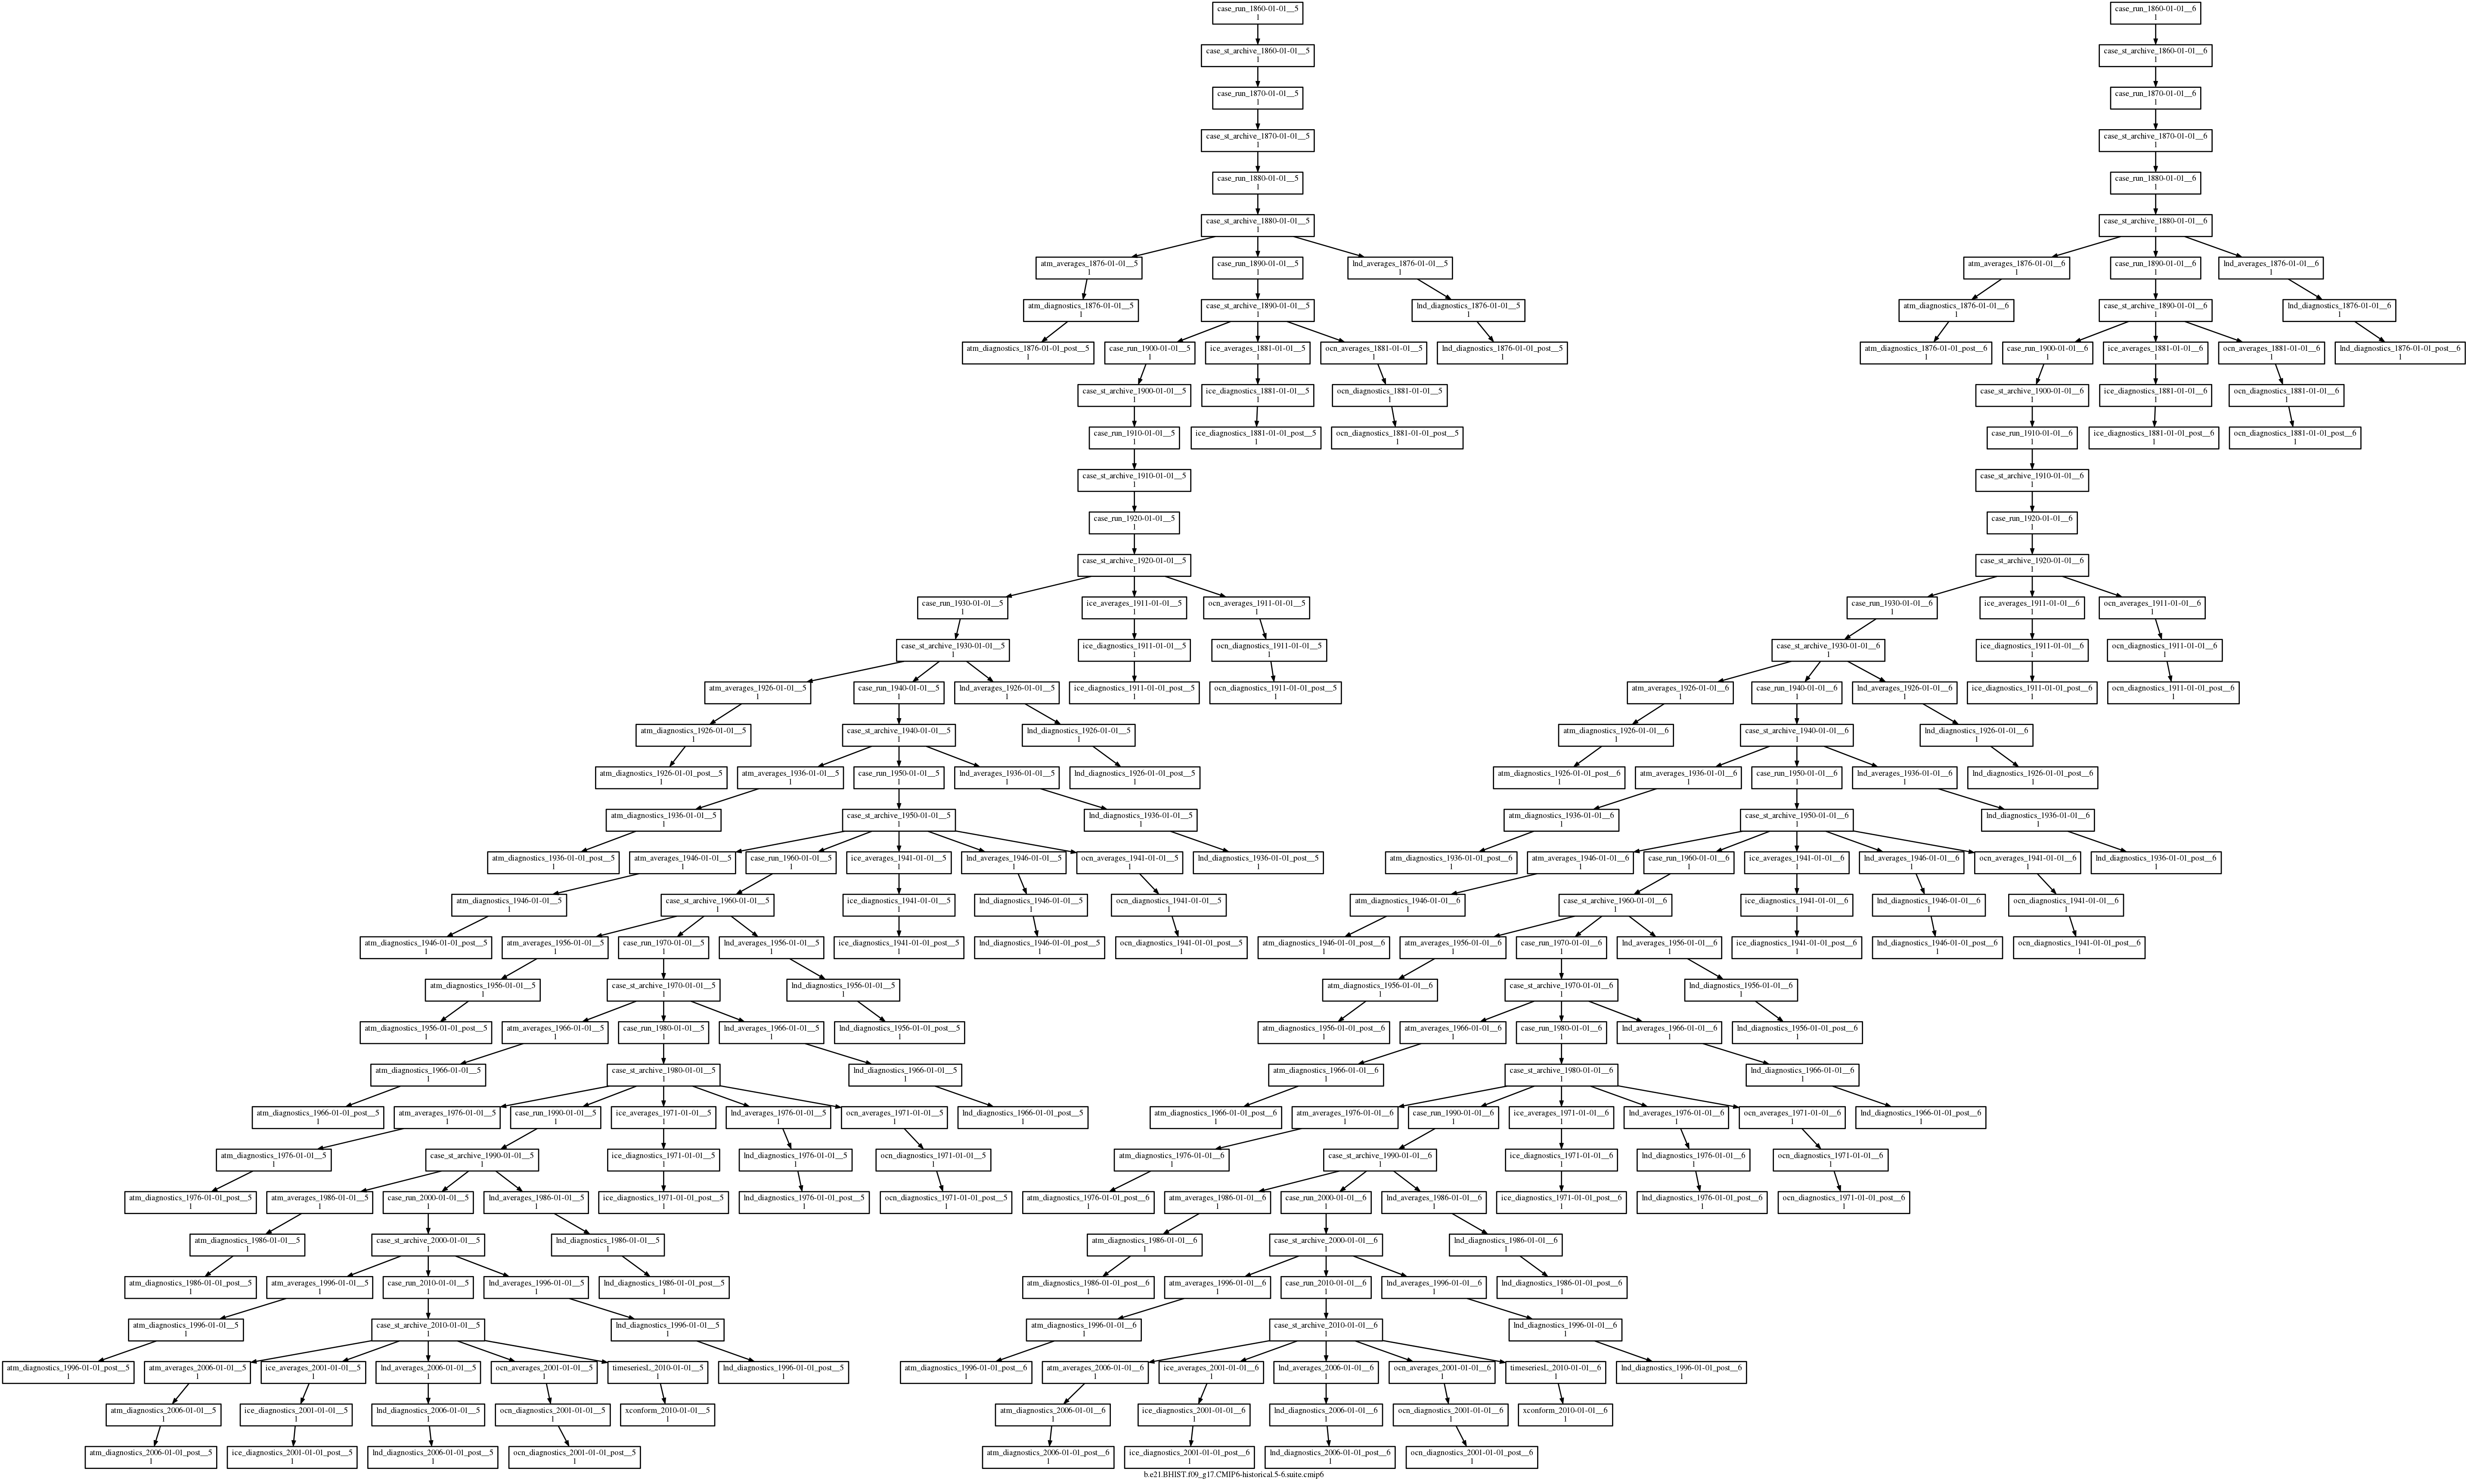 case_run_1860-01-01__5
1
case_run_1860-01-01__6
1
case_st_archive_1860-01-01__5
1
case_st_archive_1860-01-01__6
1
case_run_1870-01-01__5
1
case_run_1870-01-01__6
1
case_st_archive_1870-01-01__5
1
case_st_archive_1870-01-01__6
1
case_run_1880-01-01__5
1
case_run_1880-01-01__6
1
case_st_archive_1880-01-01__5
1
case_st_archive_1880-01-01__6
1
atm_averages_1876-01-01__5
1
case_run_1890-01-01__5
1
lnd_averages_1876-01-01__5
1
atm_averages_1876-01-01__6
1
case_run_1890-01-01__6
1
lnd_averages_1876-01-01__6
1
atm_diagnostics_1876-01-01__5
1
case_st_archive_1890-01-01__5
1
lnd_diagnostics_1876-01-01__5
1
atm_diagnostics_1876-01-01__6
1
case_st_archive_1890-01-01__6
1
lnd_diagnostics_1876-01-01__6
1
atm_diagnostics_1876-01-01_post__5
1
case_run_1900-01-01__5
1
ice_averages_1881-01-01__5
1
ocn_averages_1881-01-01__5
1
lnd_diagnostics_1876-01-01_post__5
1
atm_diagnostics_1876-01-01_post__6
1
case_run_1900-01-01__6
1
ice_averages_1881-01-01__6
1
ocn_averages_1881-01-01__6
1
lnd_diagnostics_1876-01-01_post__6
1
case_st_archive_1900-01-01__5
1
ice_diagnostics_1881-01-01__5
1
ocn_diagnostics_1881-01-01__5
1
case_st_archive_1900-01-01__6
1
ice_diagnostics_1881-01-01__6
1
ocn_diagnostics_1881-01-01__6
1
case_run_1910-01-01__5
1
ice_diagnostics_1881-01-01_post__5
1
ocn_diagnostics_1881-01-01_post__5
1
case_run_1910-01-01__6
1
ice_diagnostics_1881-01-01_post__6
1
ocn_diagnostics_1881-01-01_post__6
1
case_st_archive_1910-01-01__5
1
case_st_archive_1910-01-01__6
1
case_run_1920-01-01__5
1
case_run_1920-01-01__6
1
case_st_archive_1920-01-01__5
1
case_st_archive_1920-01-01__6
1
case_run_1930-01-01__5
1
ice_averages_1911-01-01__5
1
ocn_averages_1911-01-01__5
1
case_run_1930-01-01__6
1
ice_averages_1911-01-01__6
1
ocn_averages_1911-01-01__6
1
case_st_archive_1930-01-01__5
1
ice_diagnostics_1911-01-01__5
1
ocn_diagnostics_1911-01-01__5
1
case_st_archive_1930-01-01__6
1
ice_diagnostics_1911-01-01__6
1
ocn_diagnostics_1911-01-01__6
1
atm_averages_1926-01-01__5
1
case_run_1940-01-01__5
1
lnd_averages_1926-01-01__5
1
ice_diagnostics_1911-01-01_post__5
1
ocn_diagnostics_1911-01-01_post__5
1
atm_averages_1926-01-01__6
1
case_run_1940-01-01__6
1
lnd_averages_1926-01-01__6
1
ice_diagnostics_1911-01-01_post__6
1
ocn_diagnostics_1911-01-01_post__6
1
atm_diagnostics_1926-01-01__5
1
case_st_archive_1940-01-01__5
1
lnd_diagnostics_1926-01-01__5
1
atm_diagnostics_1926-01-01__6
1
case_st_archive_1940-01-01__6
1
lnd_diagnostics_1926-01-01__6
1
atm_diagnostics_1926-01-01_post__5
1
atm_averages_1936-01-01__5
1
case_run_1950-01-01__5
1
lnd_averages_1936-01-01__5
1
lnd_diagnostics_1926-01-01_post__5
1
atm_diagnostics_1926-01-01_post__6
1
atm_averages_1936-01-01__6
1
case_run_1950-01-01__6
1
lnd_averages_1936-01-01__6
1
lnd_diagnostics_1926-01-01_post__6
1
atm_diagnostics_1936-01-01__5
1
case_st_archive_1950-01-01__5
1
lnd_diagnostics_1936-01-01__5
1
atm_diagnostics_1936-01-01__6
1
case_st_archive_1950-01-01__6
1
lnd_diagnostics_1936-01-01__6
1
atm_diagnostics_1936-01-01_post__5
1
atm_averages_1946-01-01__5
1
case_run_1960-01-01__5
1
ice_averages_1941-01-01__5
1
lnd_averages_1946-01-01__5
1
ocn_averages_1941-01-01__5
1
lnd_diagnostics_1936-01-01_post__5
1
atm_diagnostics_1936-01-01_post__6
1
atm_averages_1946-01-01__6
1
case_run_1960-01-01__6
1
ice_averages_1941-01-01__6
1
lnd_averages_1946-01-01__6
1
ocn_averages_1941-01-01__6
1
lnd_diagnostics_1936-01-01_post__6
1
atm_diagnostics_1946-01-01__5
1
case_st_archive_1960-01-01__5
1
ice_diagnostics_1941-01-01__5
1
lnd_diagnostics_1946-01-01__5
1
ocn_diagnostics_1941-01-01__5
1
atm_diagnostics_1946-01-01__6
1
case_st_archive_1960-01-01__6
1
ice_diagnostics_1941-01-01__6
1
lnd_diagnostics_1946-01-01__6
1
ocn_diagnostics_1941-01-01__6
1
atm_diagnostics_1946-01-01_post__5
1
atm_averages_1956-01-01__5
1
case_run_1970-01-01__5
1
lnd_averages_1956-01-01__5
1
ice_diagnostics_1941-01-01_post__5
1
lnd_diagnostics_1946-01-01_post__5
1
ocn_diagnostics_1941-01-01_post__5
1
atm_diagnostics_1946-01-01_post__6
1
atm_averages_1956-01-01__6
1
case_run_1970-01-01__6
1
lnd_averages_1956-01-01__6
1
ice_diagnostics_1941-01-01_post__6
1
lnd_diagnostics_1946-01-01_post__6
1
ocn_diagnostics_1941-01-01_post__6
1
atm_diagnostics_1956-01-01__5
1
case_st_archive_1970-01-01__5
1
lnd_diagnostics_1956-01-01__5
1
atm_diagnostics_1956-01-01__6
1
case_st_archive_1970-01-01__6
1
lnd_diagnostics_1956-01-01__6
1
atm_diagnostics_1956-01-01_post__5
1
atm_averages_1966-01-01__5
1
case_run_1980-01-01__5
1
lnd_averages_1966-01-01__5
1
lnd_diagnostics_1956-01-01_post__5
1
atm_diagnostics_1956-01-01_post__6
1
atm_averages_1966-01-01__6
1
case_run_1980-01-01__6
1
lnd_averages_1966-01-01__6
1
lnd_diagnostics_1956-01-01_post__6
1
atm_diagnostics_1966-01-01__5
1
case_st_archive_1980-01-01__5
1
lnd_diagnostics_1966-01-01__5
1
atm_diagnostics_1966-01-01__6
1
case_st_archive_1980-01-01__6
1
lnd_diagnostics_1966-01-01__6
1
atm_diagnostics_1966-01-01_post__5
1
atm_averages_1976-01-01__5
1
case_run_1990-01-01__5
1
ice_averages_1971-01-01__5
1
lnd_averages_1976-01-01__5
1
ocn_averages_1971-01-01__5
1
lnd_diagnostics_1966-01-01_post__5
1
atm_diagnostics_1966-01-01_post__6
1
atm_averages_1976-01-01__6
1
case_run_1990-01-01__6
1
ice_averages_1971-01-01__6
1
lnd_averages_1976-01-01__6
1
ocn_averages_1971-01-01__6
1
lnd_diagnostics_1966-01-01_post__6
1
atm_diagnostics_1976-01-01__5
1
case_st_archive_1990-01-01__5
1
ice_diagnostics_1971-01-01__5
1
lnd_diagnostics_1976-01-01__5
1
ocn_diagnostics_1971-01-01__5
1
atm_diagnostics_1976-01-01__6
1
case_st_archive_1990-01-01__6
1
ice_diagnostics_1971-01-01__6
1
lnd_diagnostics_1976-01-01__6
1
ocn_diagnostics_1971-01-01__6
1
atm_diagnostics_1976-01-01_post__5
1
atm_averages_1986-01-01__5
1
case_run_2000-01-01__5
1
lnd_averages_1986-01-01__5
1
ice_diagnostics_1971-01-01_post__5
1
lnd_diagnostics_1976-01-01_post__5
1
ocn_diagnostics_1971-01-01_post__5
1
atm_diagnostics_1976-01-01_post__6
1
atm_averages_1986-01-01__6
1
case_run_2000-01-01__6
1
lnd_averages_1986-01-01__6
1
ice_diagnostics_1971-01-01_post__6
1
lnd_diagnostics_1976-01-01_post__6
1
ocn_diagnostics_1971-01-01_post__6
1
atm_diagnostics_1986-01-01__5
1
case_st_archive_2000-01-01__5
1
lnd_diagnostics_1986-01-01__5
1
atm_diagnostics_1986-01-01__6
1
case_st_archive_2000-01-01__6
1
lnd_diagnostics_1986-01-01__6
1
atm_diagnostics_1986-01-01_post__5
1
atm_averages_1996-01-01__5
1
case_run_2010-01-01__5
1
lnd_averages_1996-01-01__5
1
lnd_diagnostics_1986-01-01_post__5
1
atm_diagnostics_1986-01-01_post__6
1
atm_averages_1996-01-01__6
1
case_run_2010-01-01__6
1
lnd_averages_1996-01-01__6
1
lnd_diagnostics_1986-01-01_post__6
1
atm_diagnostics_1996-01-01__5
1
case_st_archive_2010-01-01__5
1
lnd_diagnostics_1996-01-01__5
1
atm_diagnostics_1996-01-01__6
1
case_st_archive_2010-01-01__6
1
lnd_diagnostics_1996-01-01__6
1
atm_diagnostics_1996-01-01_post__5
1
atm_averages_2006-01-01__5
1
ice_averages_2001-01-01__5
1
lnd_averages_2006-01-01__5
1
ocn_averages_2001-01-01__5
1
timeseriesL_2010-01-01__5
1
lnd_diagnostics_1996-01-01_post__5
1
atm_diagnostics_1996-01-01_post__6
1
atm_averages_2006-01-01__6
1
ice_averages_2001-01-01__6
1
lnd_averages_2006-01-01__6
1
ocn_averages_2001-01-01__6
1
timeseriesL_2010-01-01__6
1
lnd_diagnostics_1996-01-01_post__6
1
atm_diagnostics_2006-01-01__5
1
ice_diagnostics_2001-01-01__5
1
lnd_diagnostics_2006-01-01__5
1
ocn_diagnostics_2001-01-01__5
1
xconform_2010-01-01__5
1
atm_diagnostics_2006-01-01__6
1
ice_diagnostics_2001-01-01__6
1
lnd_diagnostics_2006-01-01__6
1
ocn_diagnostics_2001-01-01__6
1
xconform_2010-01-01__6
1
atm_diagnostics_2006-01-01_post__5
1
ice_diagnostics_2001-01-01_post__5
1
lnd_diagnostics_2006-01-01_post__5
1
ocn_diagnostics_2001-01-01_post__5
1
atm_diagnostics_2006-01-01_post__6
1
ice_diagnostics_2001-01-01_post__6
1
lnd_diagnostics_2006-01-01_post__6
1
ocn_diagnostics_2001-01-01_post__6
1
b.e21.BHIST.f09_g17.CMIP6-historical.5-6.suite.cmip6